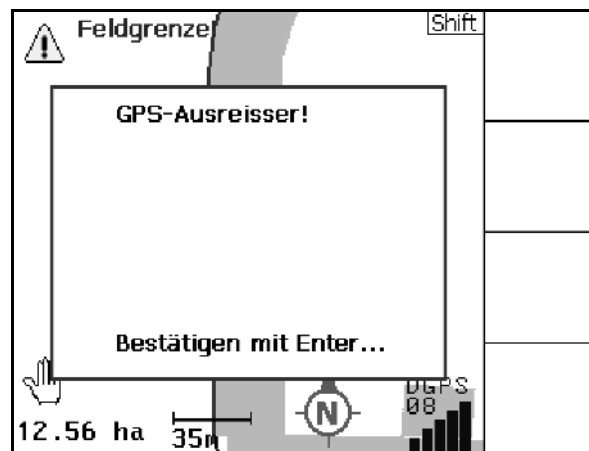 Feldgrenze
Shift
GPS-Ausreisser!
Bestätigen mit Enter...
DGPS
08
N
12.56 ha
35m